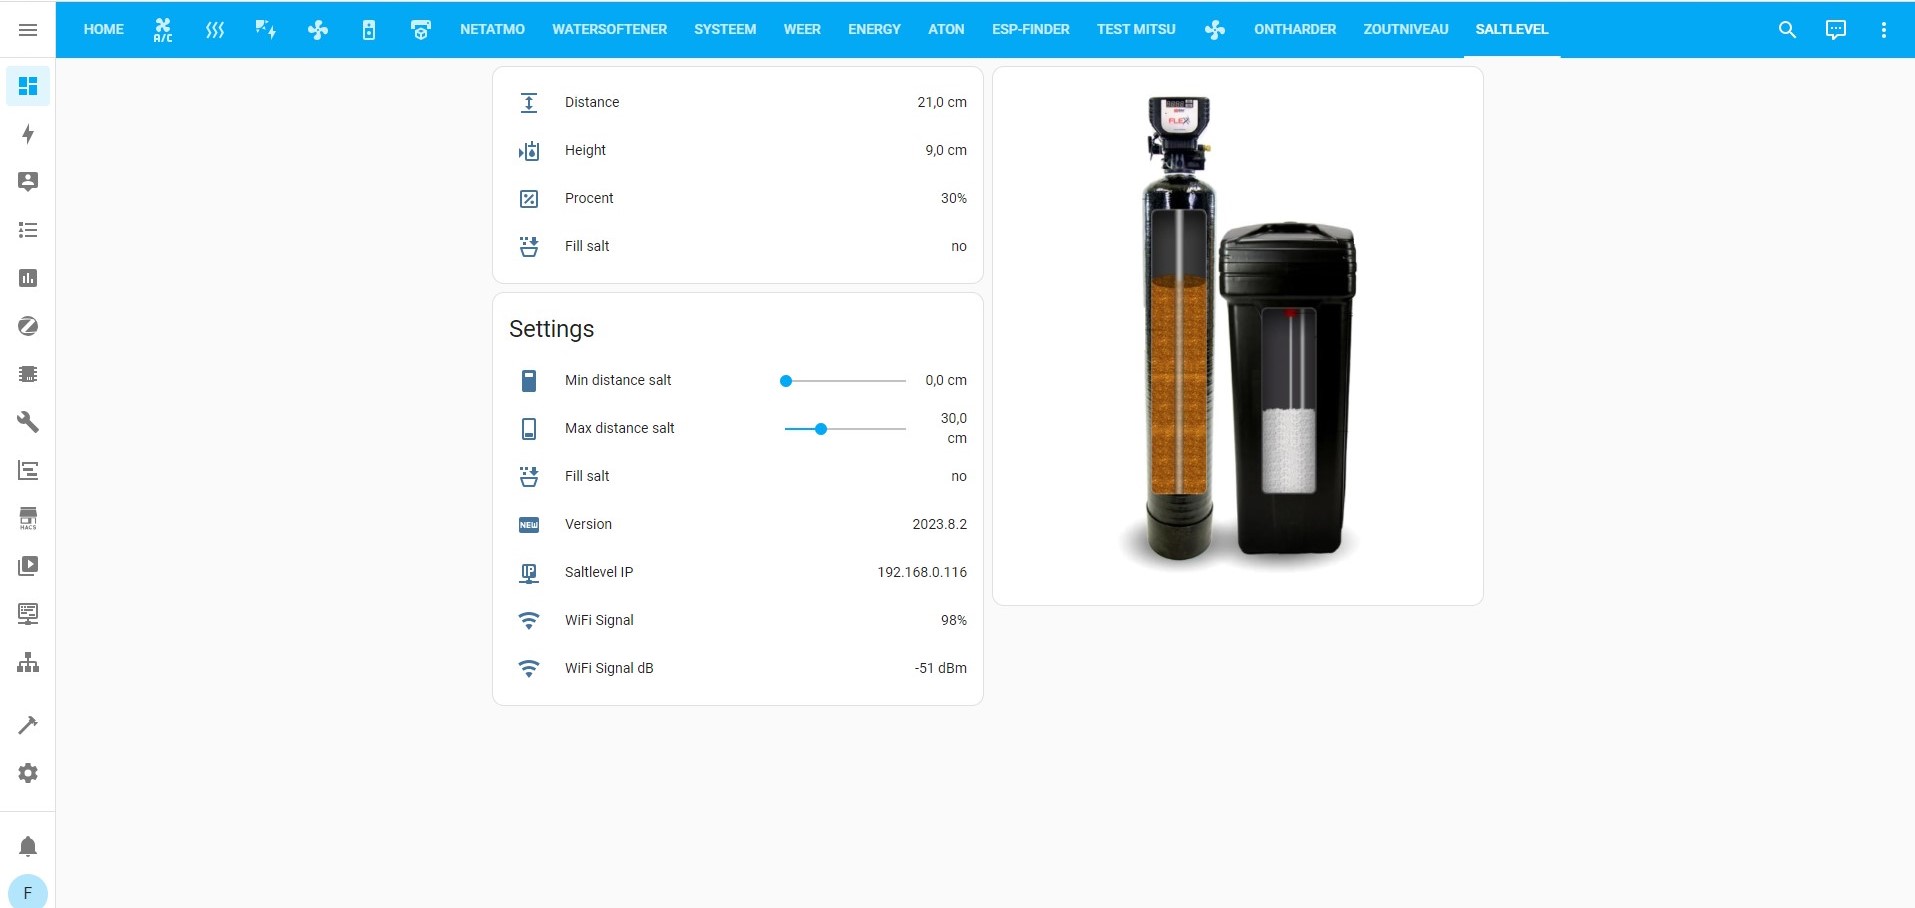 HOME
A/C
NETATMO
WATERSOFTENER
SYSTEEM
WEER
ENERGY
ATON
ESP-FINDER
TEST MITSU
ONTHARDER
ZOUTNIVEAU
SALTLEVEL
Distance 21,0 cm
Height 9,0 cm
Procent 30%
Fill salt no
Settings
Min distance salt 0,0 cm
Max distance salt 30,0
cm
Fill salt no
NEW Version 2023.8.2
IP Saltlevel IP 192.168.0.116
WiFi Signal 98%
WiFi Signal dB -51 dBm
FLEX
HACS
F